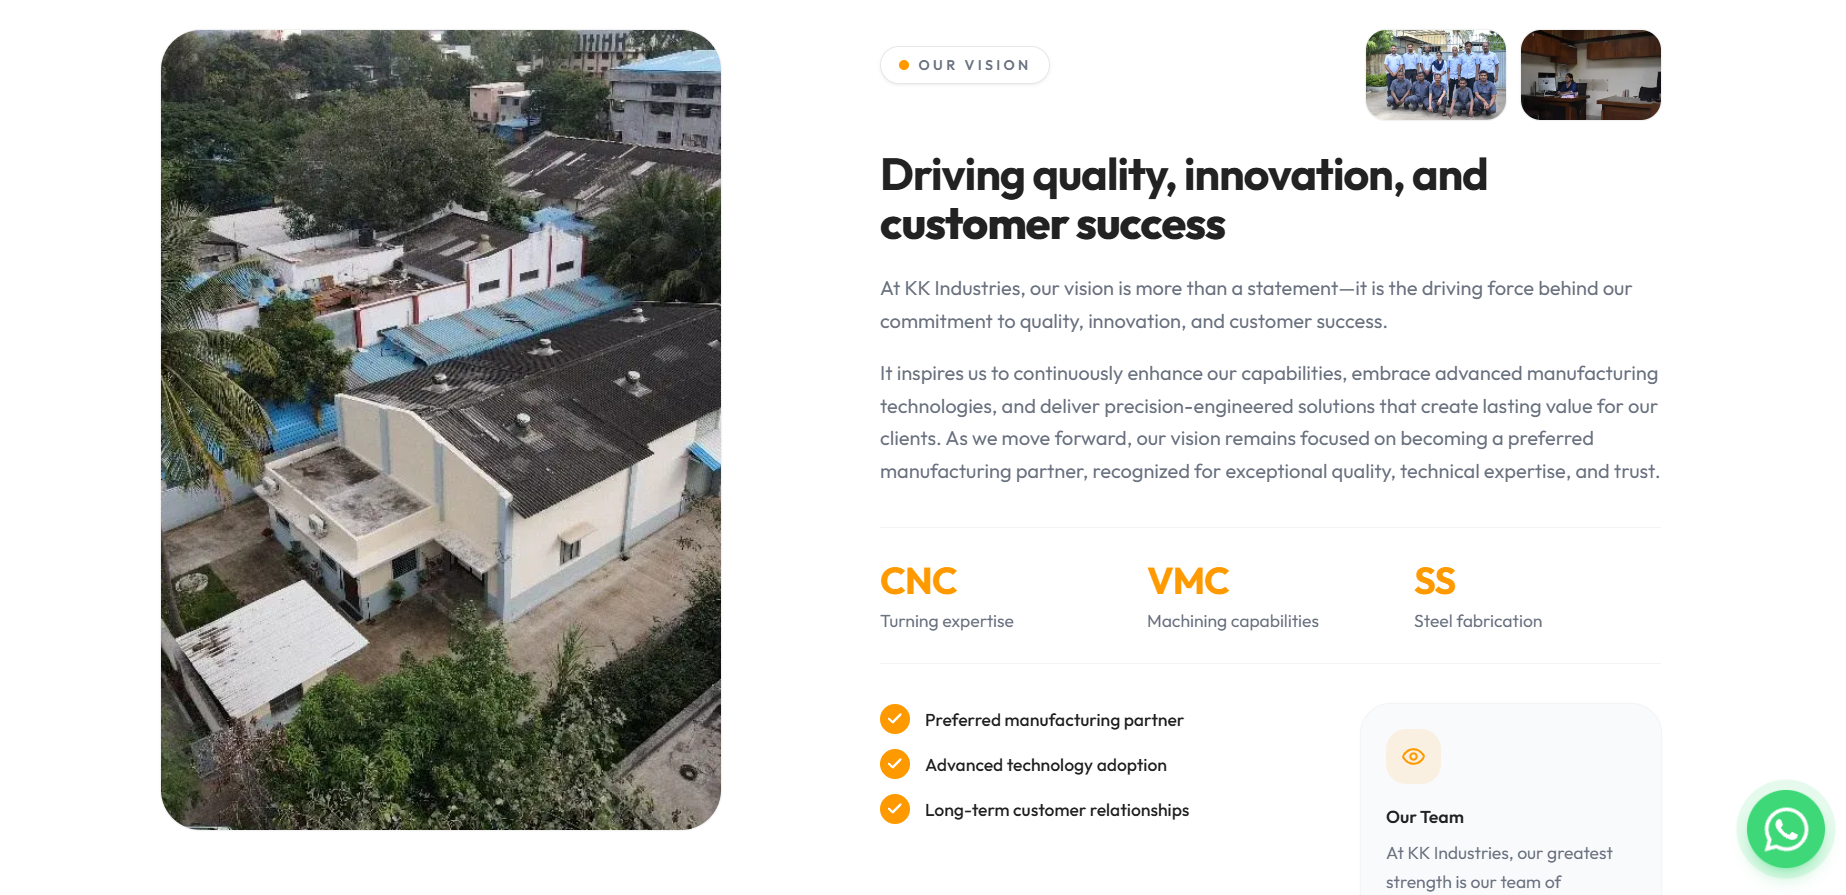 OUR VISION
Driving quality, innovation, and
customer success
At KK Industries, our vision is more than a statement—it is the driving force behind our
commitment to quality, innovation, and customer success.
It inspires us to continuously enhance our capabilities, embrace advanced manufacturing
technologies, and deliver precision-engineered solutions that create lasting value for our
clients. As we move forward, our vision remains focused on becoming a preferred
manufacturing partner, recognized for exceptional quality, technical expertise, and trust.
CNC
Turning expertise
VMC
Machining capabilities
SS
Steel fabrication
Preferred manufacturing partner
Advanced technology adoption
Long-term customer relationships
Our Team
At KK Industries, our greatest
strength is our team of